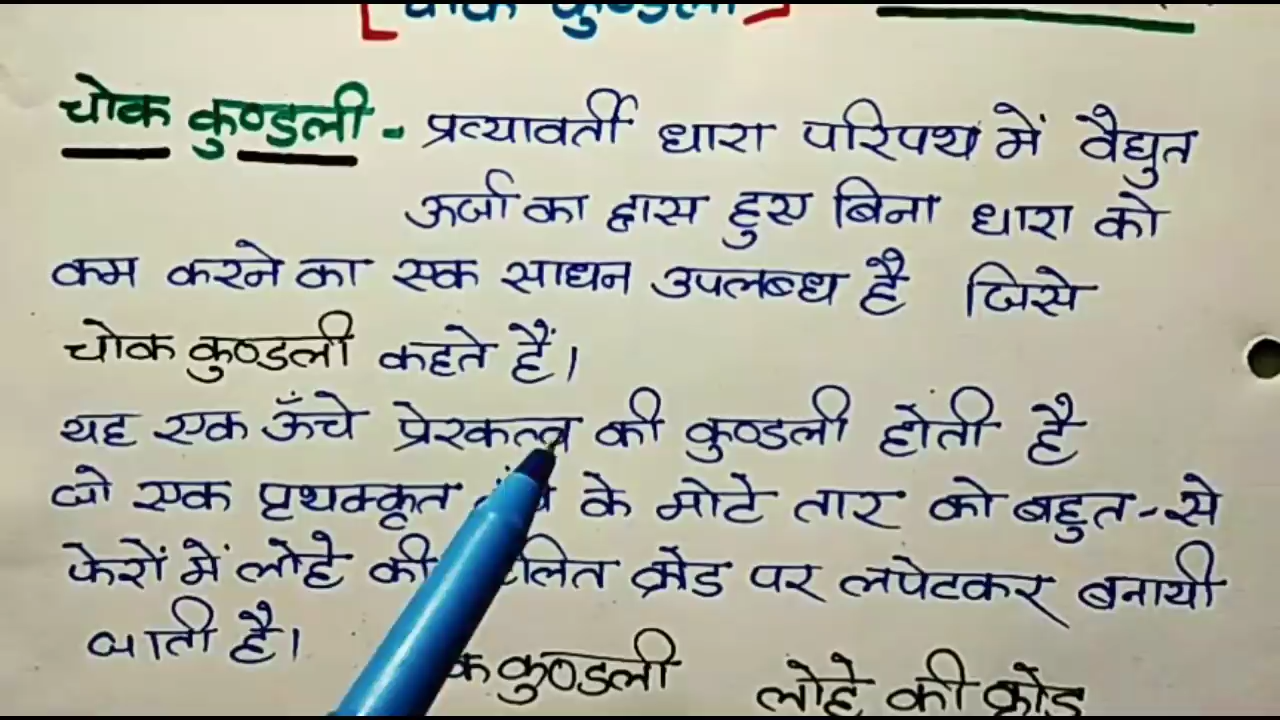 [चोक कुण्डली]
चोक कुण्डली - प्रत्यावर्ती धारा परिपथ में वैद्युत
ऊर्जा का ह्रास हुए बिना धारा को
कम करने का एक साधन उपलब्ध है जिसे
चोक कुण्डली कहते हैं।
यह एक ऊँचे प्रेरकत्व की कुण्डली होती है
जो एक पृथक्कृत के मोटे तार को बहुत-से
फेरों में लोहे की पर लपेटकर बनायी
जाती है।
कुण्डली लोहे की क्रोड